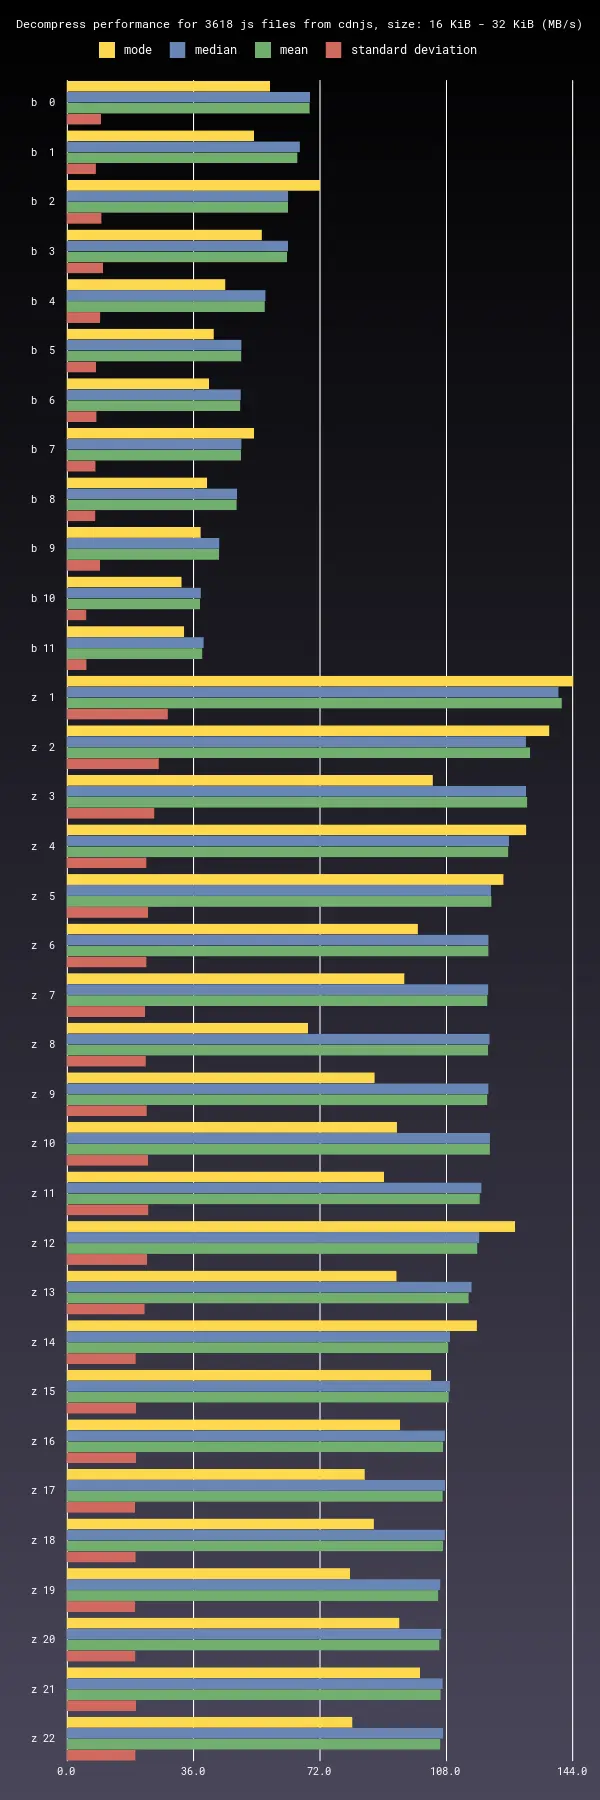 Decompress performance for 3618 js files from cdnjs, size: 16 KiB - 32 KiB (MB/s)
mode median mean standard deviation
b 0
b 1
b 2
b 3
b 4
b 5
b 6
b 7
b 8
b 9
b 10
b 11
z 1
z 2
z 3
z 4
z 5
z 6
z 7
z 8
z 9
z 10
z 11
z 12
z 13
z 14
z 15
z 16
z 17
z 18
z 19
z 20
z 21
z 22
0.0 36.0 72.0 108.0 144.0